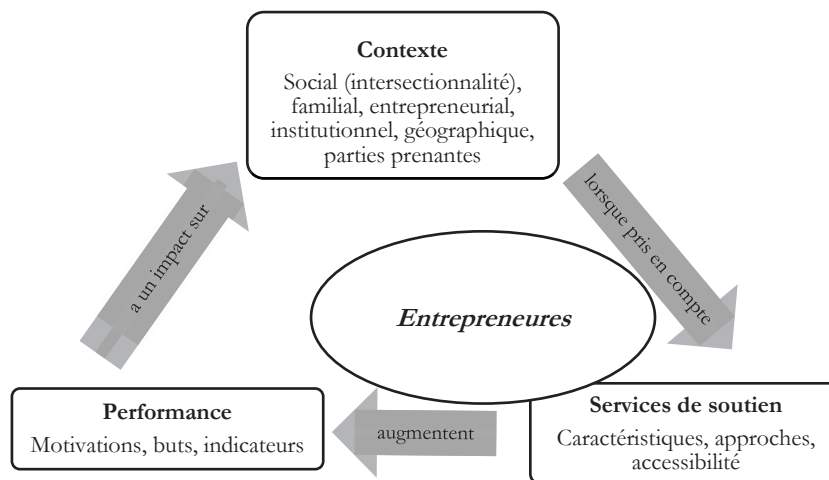 Contexte
Social (intersectionnalité),
familial, entrepreneurial,
institutionnel, géographique,
parties prenantes
lorsque pris en compte
a un impact sur
Entrepreneures
Performance
Motivations, buts, indicateurs
augmentent
Services de soutien
Caractéristiques, approches,
accessibilité